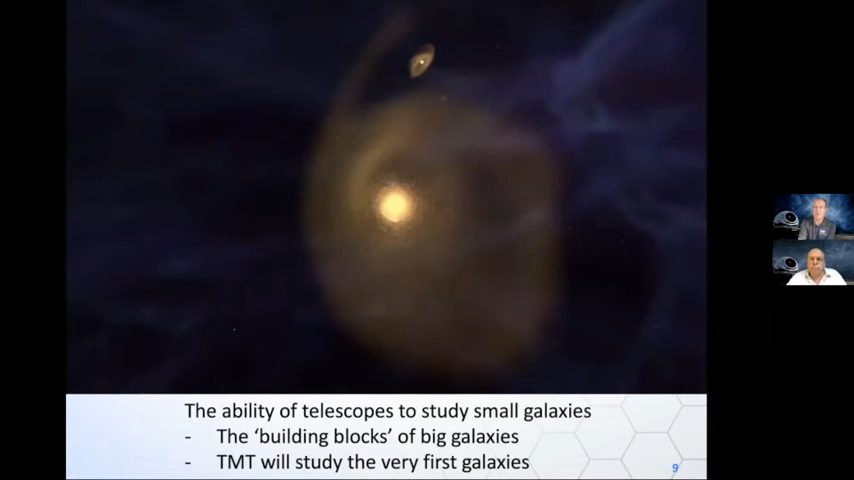 The ability of telescopes to study small galaxies
- The ‘building blocks’ of big galaxies
- TMT will study the very first galaxies
9